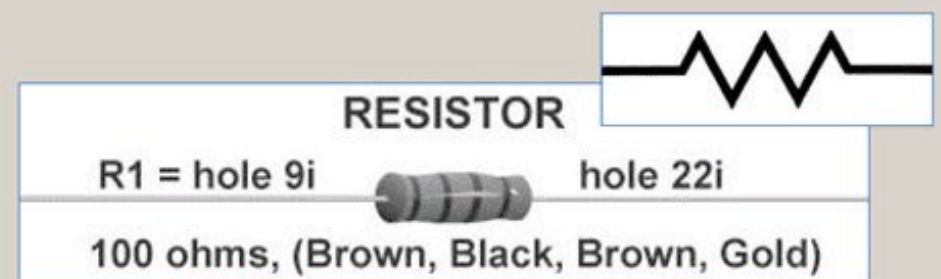 RESISTOR
R1 = hole 9i hole 22i
100 ohms, (Brown, Black, Brown, Gold)